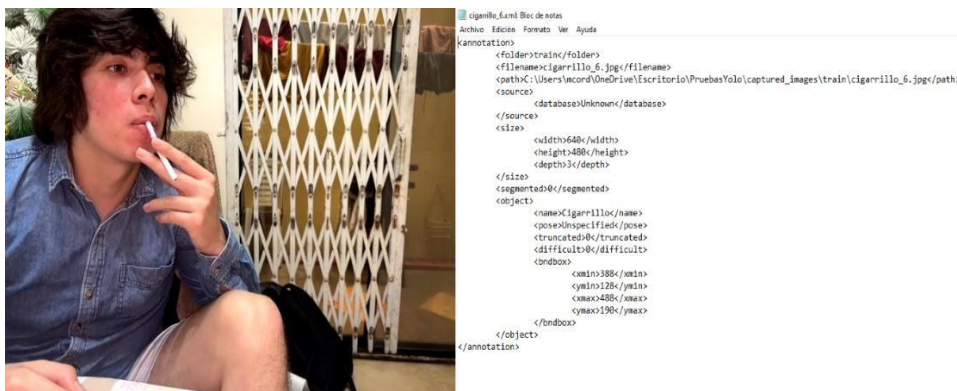 cigarrillo_6.xml: Bloc de notas
Archivo Edición Formato Ver Ayuda
<annotation>
<folder>train</folder>
<filename>cigarrillo_6.jpg</filename>
<path>C:\Users\mcord\OneDrive\Escritorio\PruebasYolo\captured_images\train\cigarrillo_6.jpg</path>
<source>
<database>Unknown</database>
</source>
<size>
<width>640</width>
<height>480</height>
<depth>3</depth>
</size>
<segmented>0</segmented>
<object>
<name>Cigarrillo</name>
<pose>Unspecified</pose>
<truncated>0</truncated>
<difficult>0</difficult>
<bndbox>
<xmin>388</xmin>
<ymin>128</ymin>
<xmax>488</xmax>
<ymax>190</ymax>
</bndbox>
</object>
</annotation>